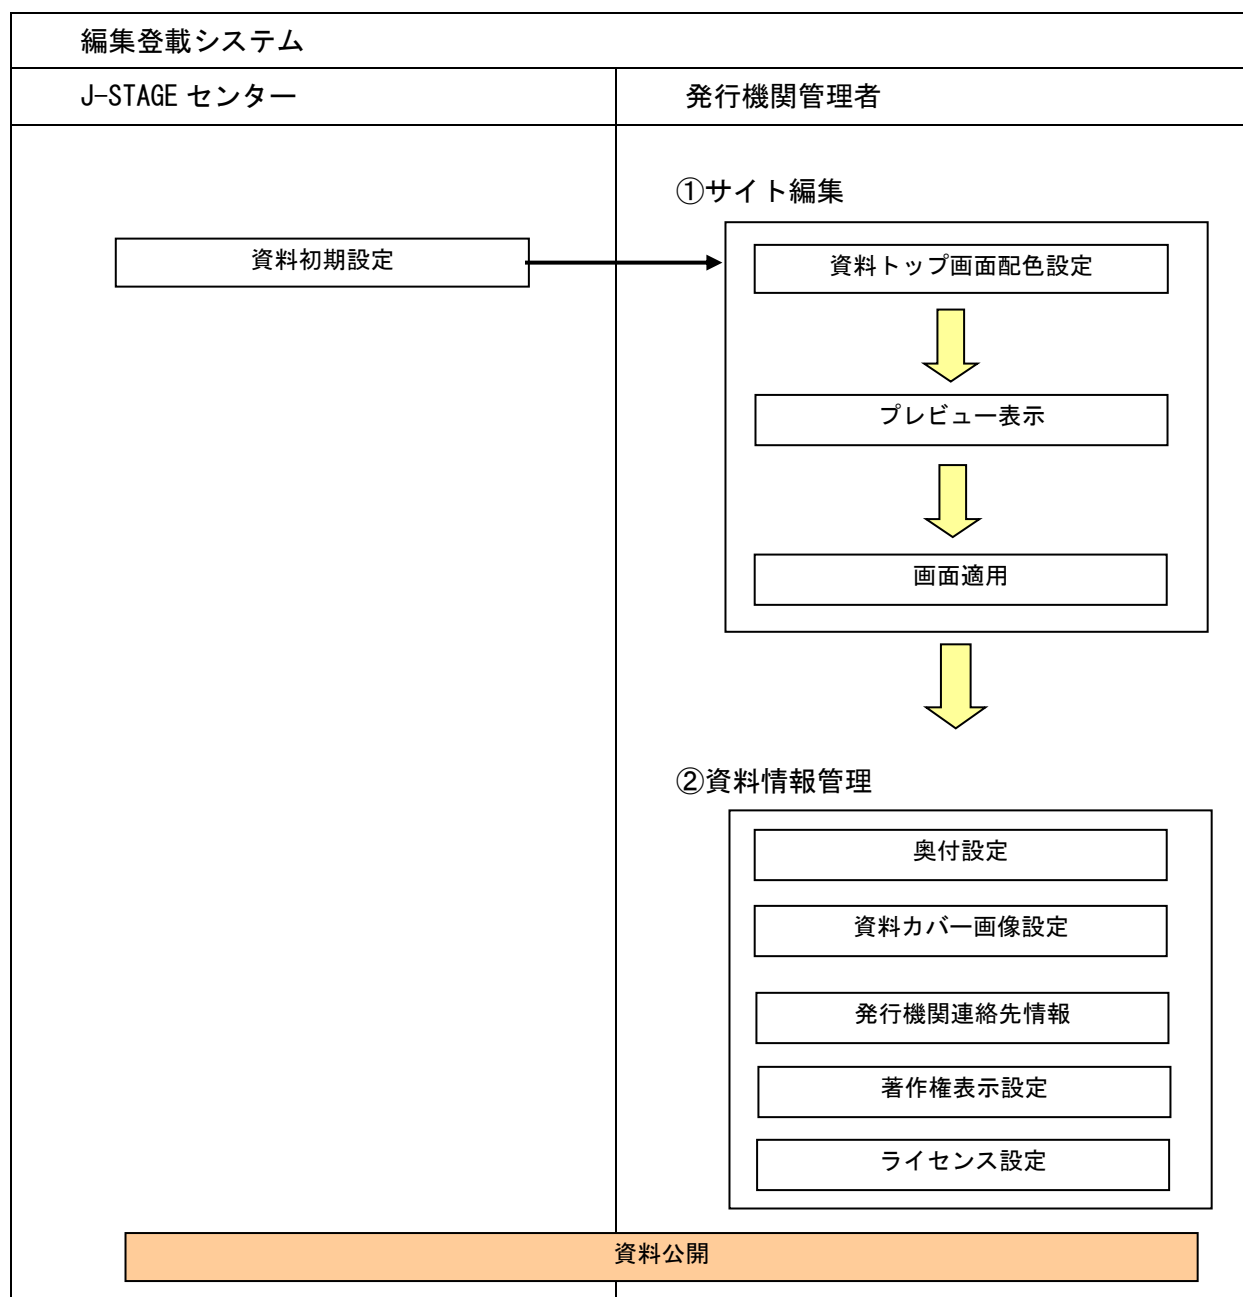 編集登載システム
J-STAGE センター
発行機関管理者
①サイト編集
資料初期設定
資料トップ画面配色設定
プレビュー表示
画面適用
②資料情報管理
奥付設定
資料カバー画像設定
発行機関連絡先情報
著作権表示設定
ライセンス設定
資料公開